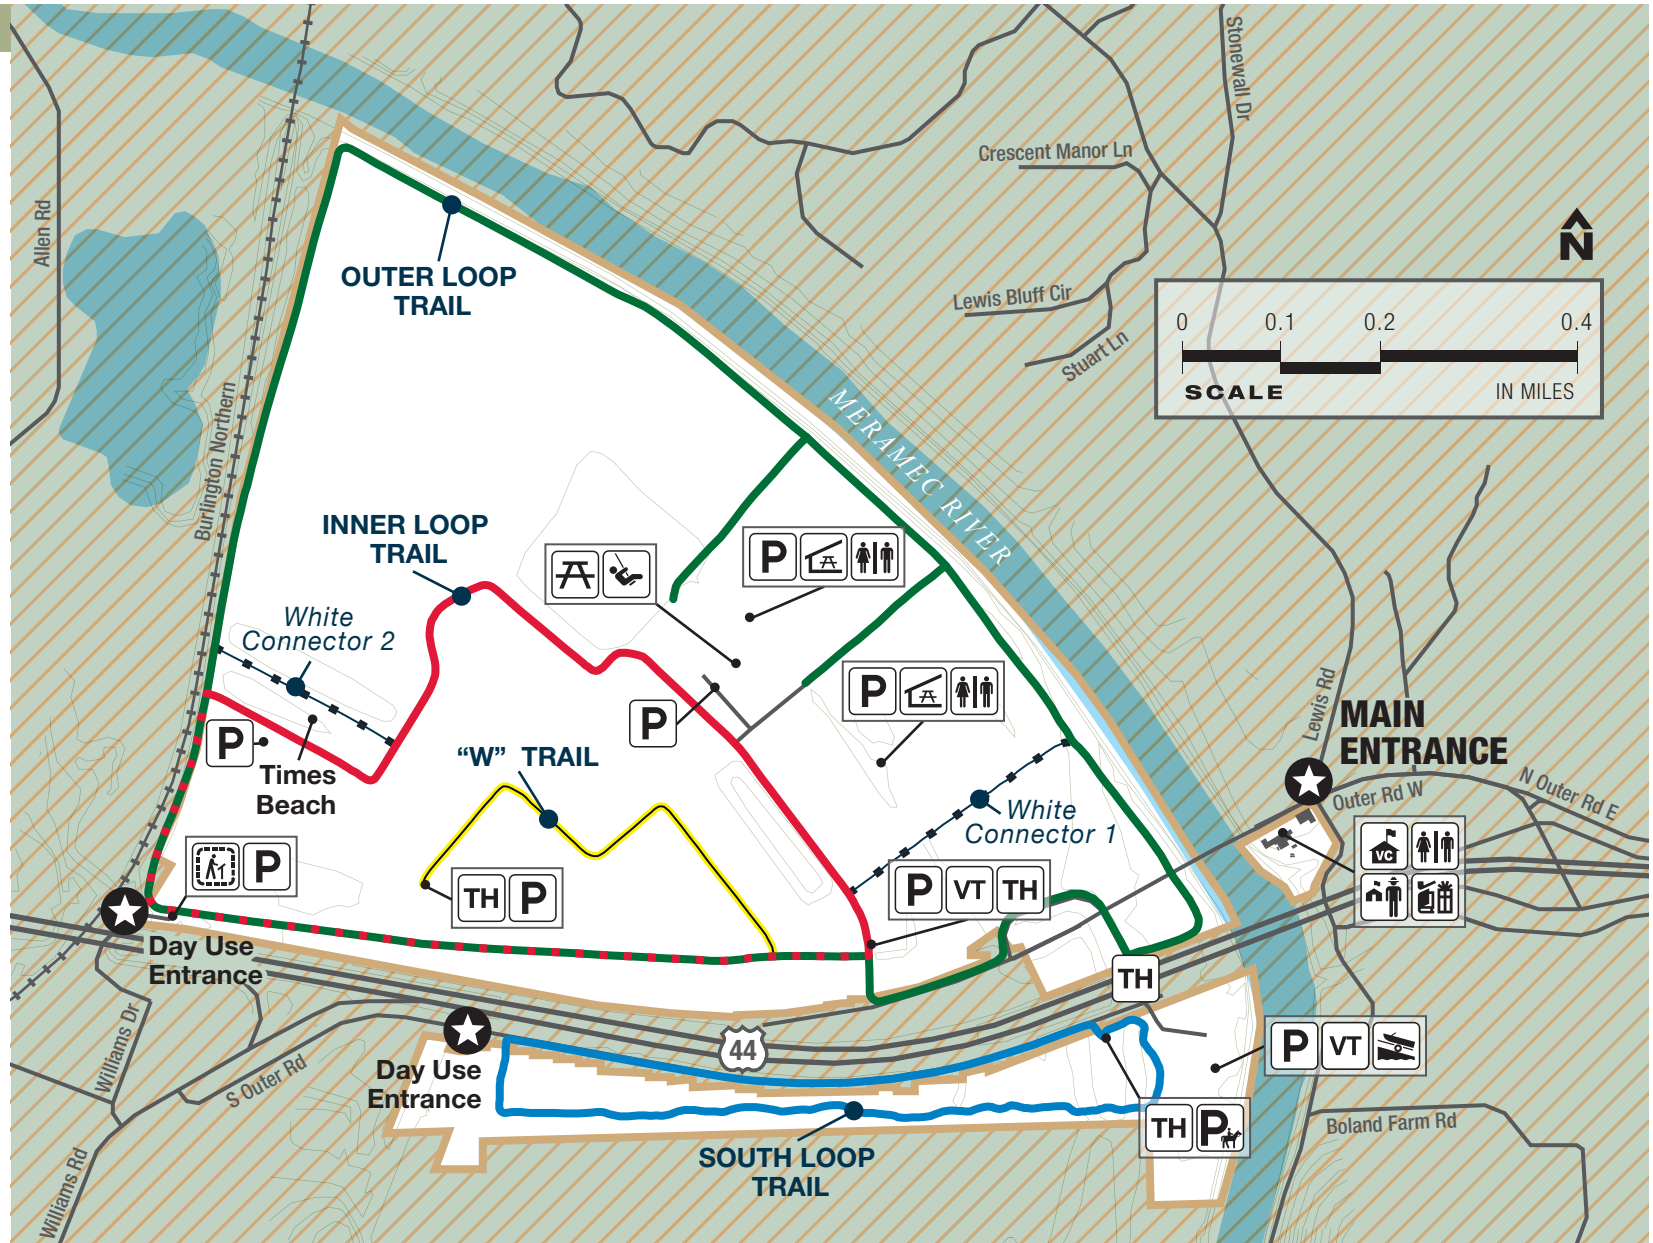 Stonewall Dr
Crescent Manor Ln
Allen Rd
N
OUTER LOOP
TRAIL
Lewis Bluff Cir
Stuart Ln
0 0.1 0.2 0.4
SCALE IN MILES
MERAMEC RIVER
Burlington Northern
INNER LOOP
TRAIL
P
White
Connector 2
P
Lewis Rd
MAIN
ENTRANCE
P
P
"W" TRAIL
Times
Beach
N Outer Rd E
Outer Rd W
White
Connector 1
VC
P
TH P
P VT TH
Day Use
Entrance
TH
Williams Dr
44
P VT
S Outer Rd
Day Use
Entrance
TH P
Boland Farm Rd
SOUTH LOOP
TRAIL
Williams Rd